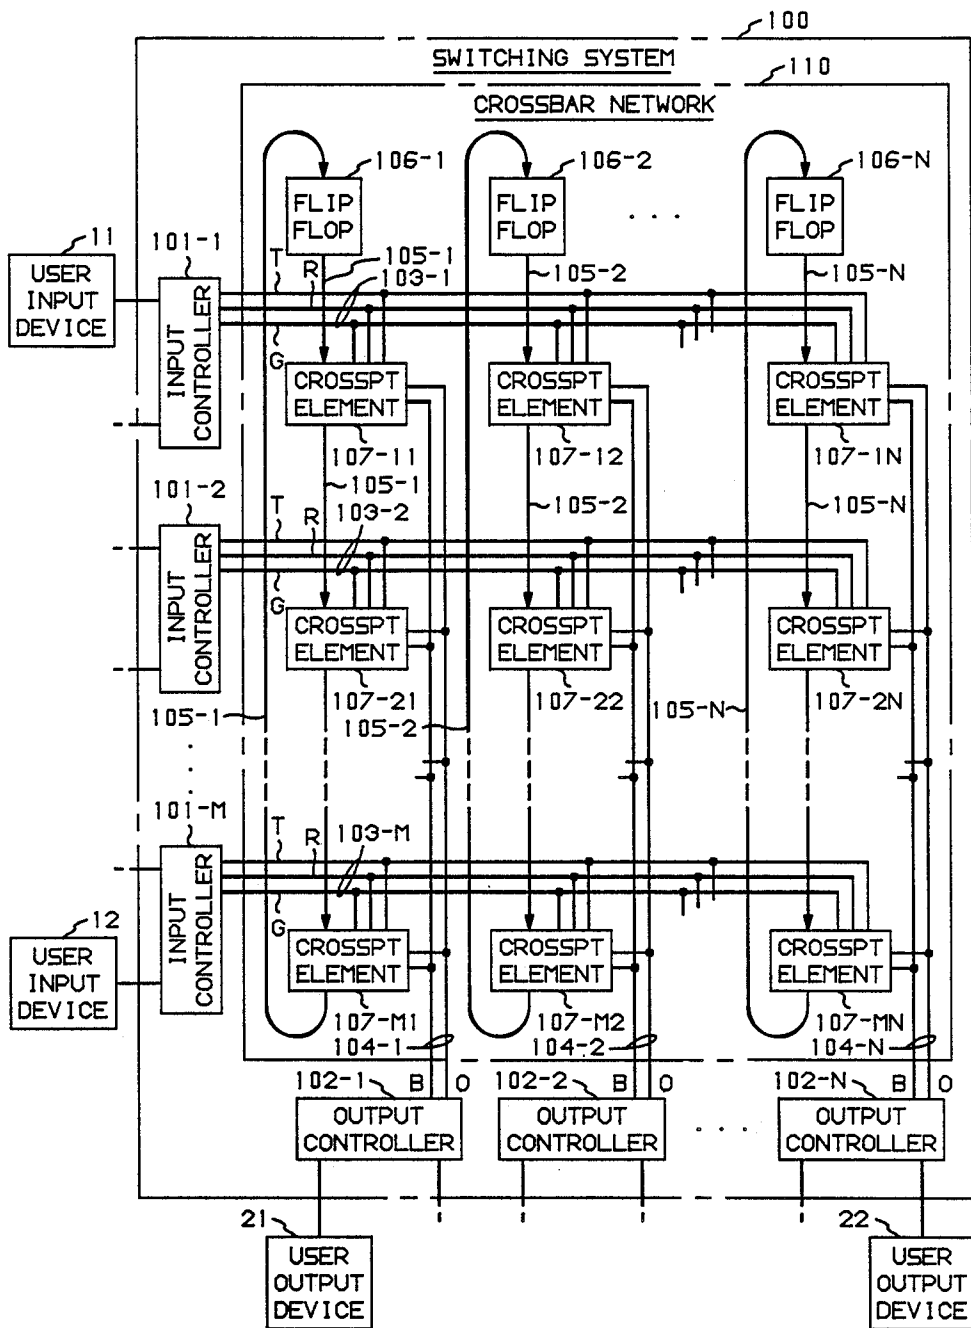 100
SWITCHING SYSTEM
110
CROSSBAR NETWORK
106-1 106-2 106-N
FLIP FLOP FLIP FLOP FLIP FLOP
. . .
11
USER INPUT DEVICE
101-1
INPUT CONTROLLER
T R 105-1
103-1
105-2 105-N
G
CROSSPT ELEMENT CROSSPT ELEMENT CROSSPT ELEMENT
107-11 107-12 107-1N
105-1 105-2 105-N
101-2
INPUT CONTROLLER
T R 103-2
G
CROSSPT ELEMENT CROSSPT ELEMENT CROSSPT ELEMENT
107-21 107-22 107-2N
105-1 105-2 105-N
. . .
101-M
INPUT CONTROLLER
T R 103-M
G
12
USER INPUT DEVICE
CROSSPT ELEMENT CROSSPT ELEMENT CROSSPT ELEMENT
107-M1 107-M2 107-MN
104-1 104-2 104-N
102-1 B O 102-2 B O 102-N B O
OUTPUT CONTROLLER OUTPUT CONTROLLER . . . OUTPUT CONTROLLER
21 22
USER OUTPUT DEVICE USER OUTPUT DEVICE